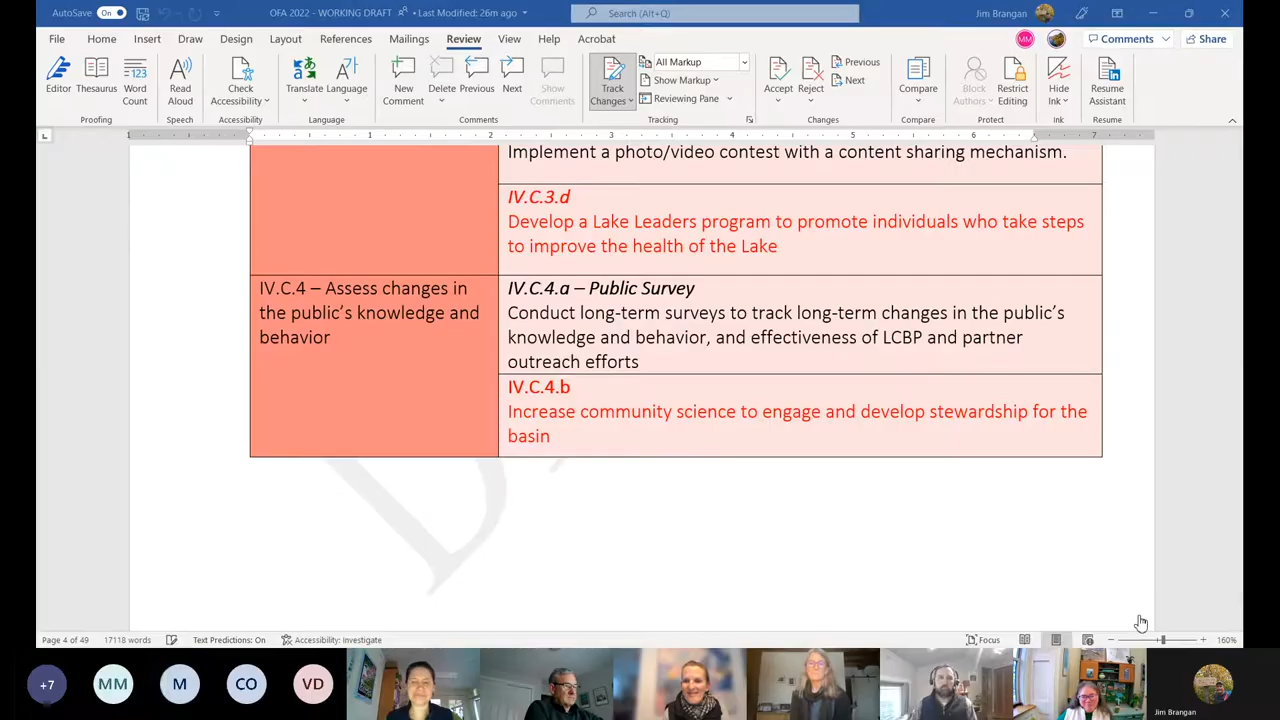 AutoSave On OFA 2022 - WORKING DRAFT • Last Modified: 26m ago Search (Alt+Q) Jim Brangan
File Home Insert Draw Design Layout References Mailings Review View Help Acrobat MM Comments Share
Editor Thesaurus Word Count Read Aloud Check Accessibility Translate Language New Comment Delete Previous Next Show Comments Track Changes All Markup Show Markup Reviewing Pane Accept Reject Previous Next Compare Block Authors Restrict Editing Hide Ink Resume Assistant
Proofing Speech Accessibility Language Comments Tracking Changes Compare Protect Ink Resume
1 1 2 3 4 5 6 7
Implement a photo/video contest with a content sharing mechanism.
IV.C.3.d
Develop a Lake Leaders program to promote individuals who take steps
to improve the health of the Lake
IV.C.4 – Assess changes in
the public's knowledge and
behavior
IV.C.4.a – Public Survey
Conduct long-term surveys to track long-term changes in the public's
knowledge and behavior, and effectiveness of LCBP and partner
outreach efforts
IV.C.4.b
Increase community science to engage and develop stewardship for the
basin
Page 4 of 49 17118 words Text Predictions: On Accessibility: Investigate Focus 160%
+7 MM M CO VD
Jim Brangan